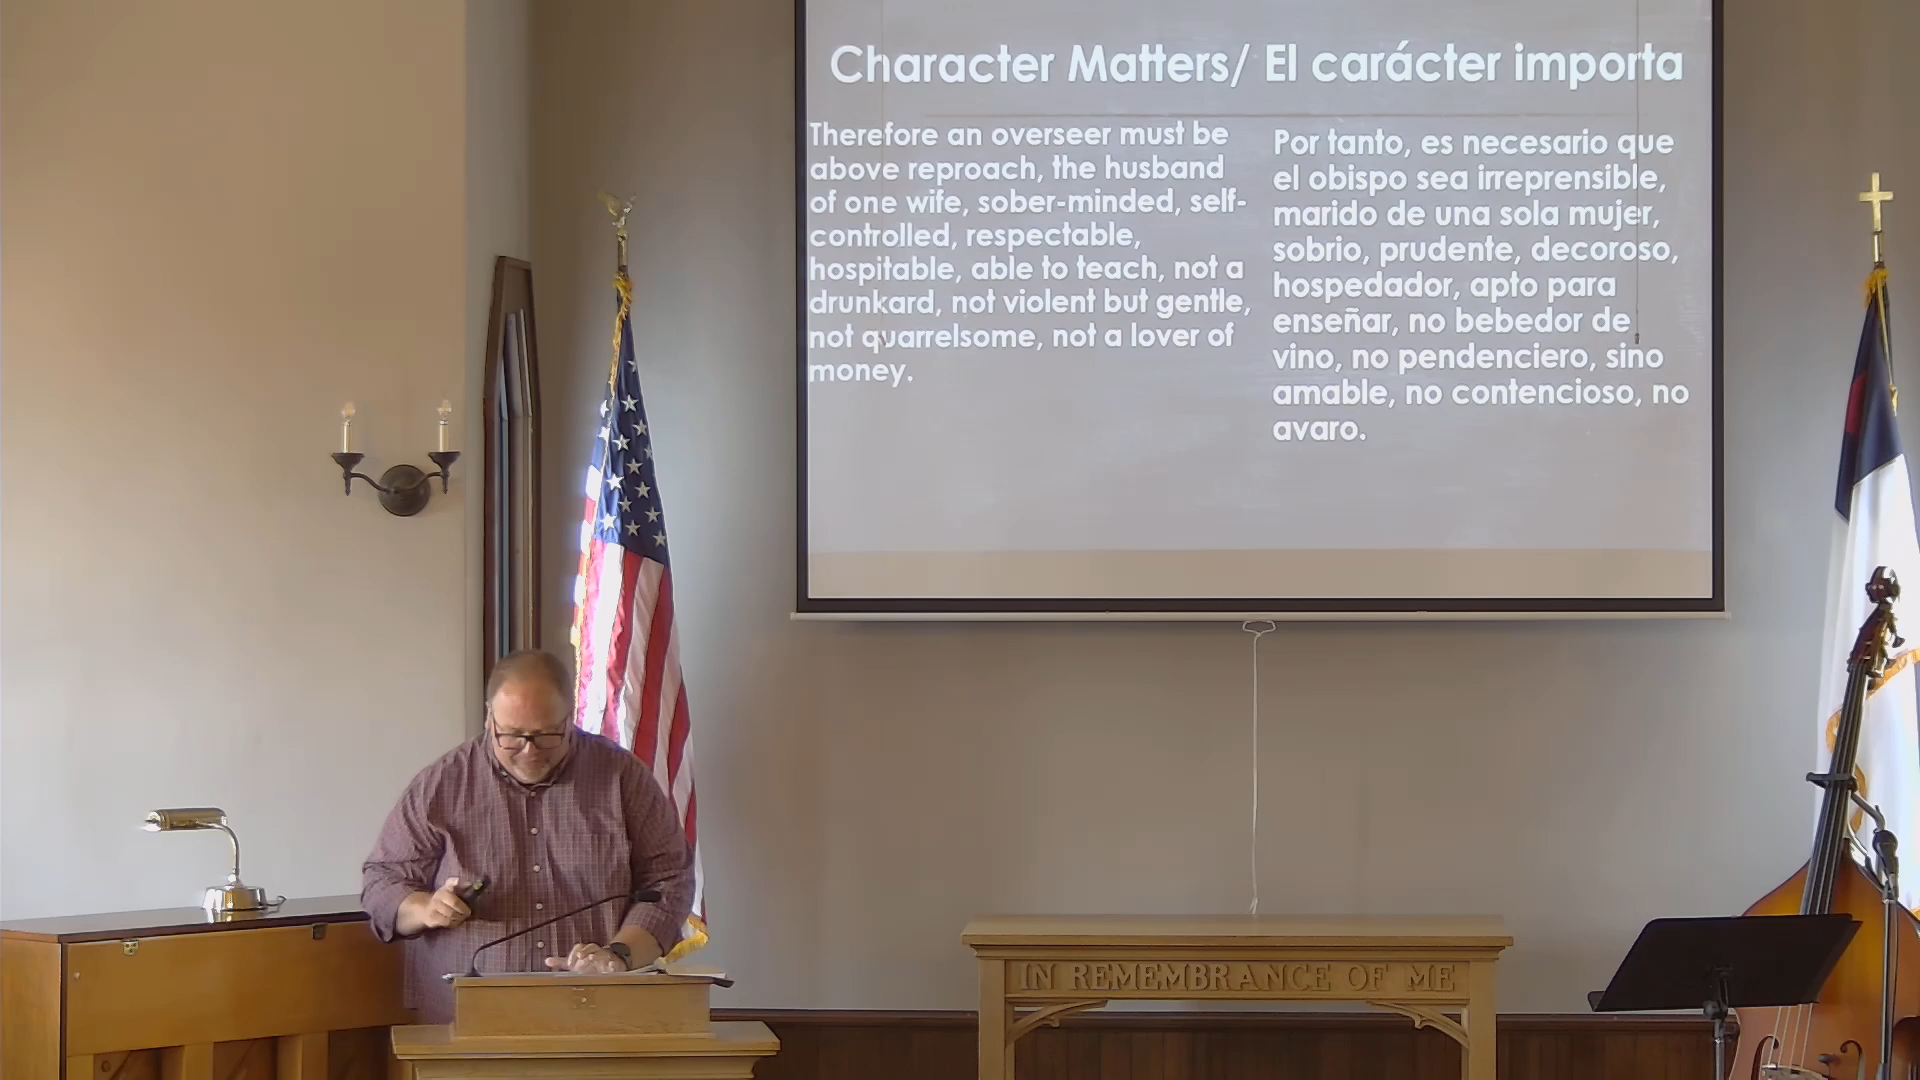 Character Matters/ El carácter importa
Therefore an overseer must be
above reproach, the husband
of one wife, sober-minded, self-
controlled, respectable,
hospitable, able to teach, not a
drunkard, not violent but gentle,
not quarrelsome, not a lover of
money.
Por tanto, es necesario que
el obispo sea irreprensible,
marido de una sola mujer,
sobrio, prudente, decoroso,
hospedador, apto para
enseñar, no bebedor de
vino, no pendenciero, sino
amable, no contencioso, no
avaro.
IN REMEMBRANCE OF ME